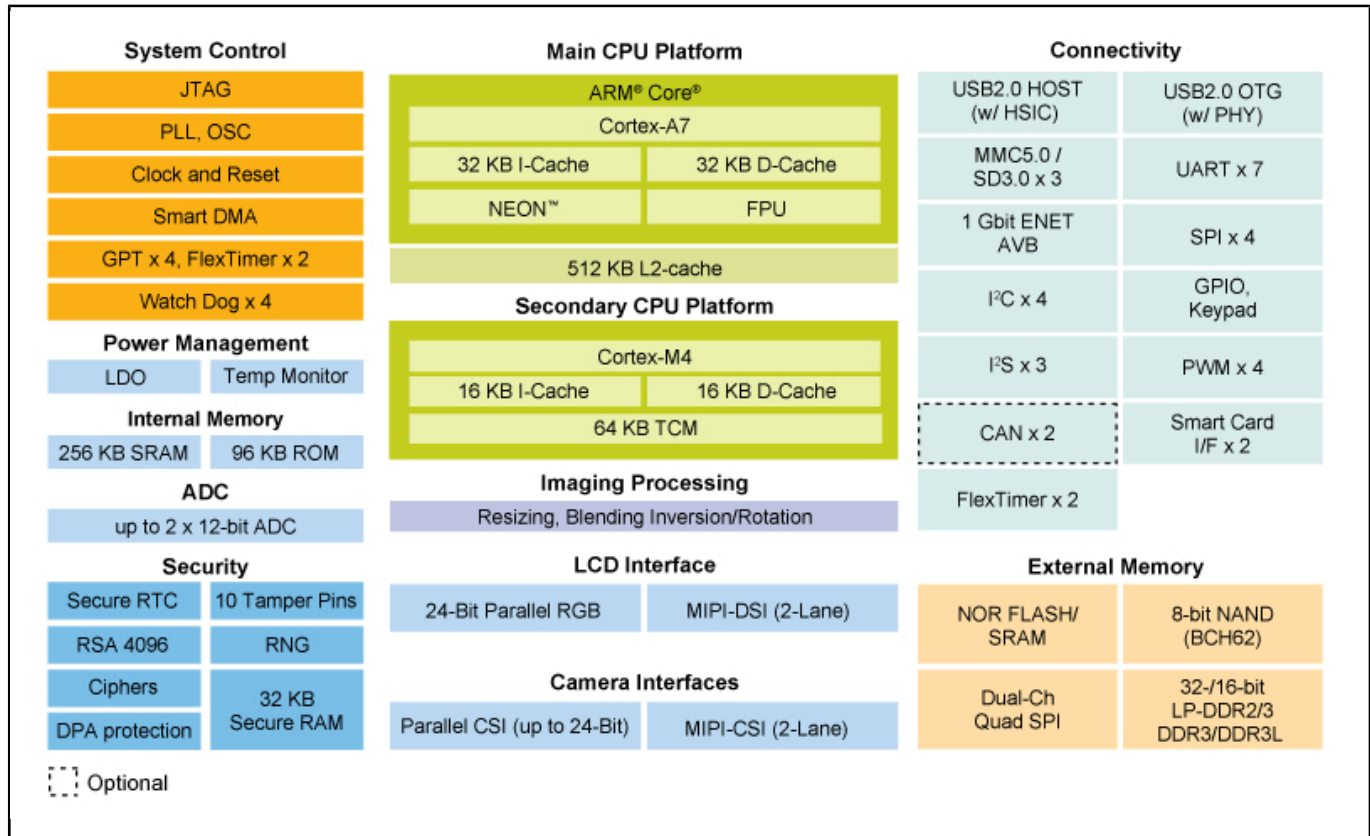 System Control
JTAG
PLL, OSC
Clock and Reset
Smart DMA
GPT x 4, FlexTimer x 2
Watch Dog x 4
Power Management
LDO
Temp Monitor
Internal Memory
256 KB SRAM
96 KB ROM
ADC
up to 2 x 12-bit ADC
Security
Secure RTC
10 Tamper Pins
RSA 4096
RNG
Ciphers
32 KB
Secure RAM
DPA protection
Optional
Main CPU Platform
ARM® Core®
Cortex-A7
32 KB I-Cache
32 KB D-Cache
NEON™
FPU
512 KB L2-cache
Secondary CPU Platform
Cortex-M4
16 KB I-Cache
16 KB D-Cache
64 KB TCM
Imaging Processing
Resizing, Blending Inversion/Rotation
LCD Interface
24-Bit Parallel RGB
MIPI-DSI (2-Lane)
Camera Interfaces
Parallel CSI (up to 24-Bit)
MIPI-CSI (2-Lane)
Connectivity
USB2.0 HOST
(w/ HSIC)
USB2.0 OTG
(w/ PHY)
MMC5.0 /
SD3.0 x 3
UART x 7
1 Gbit ENET
AVB
SPI x 4
I²C x 4
GPIO,
Keypad
I²S x 3
PWM x 4
CAN x 2
Smart Card
I/F x 2
FlexTimer x 2
External Memory
NOR FLASH/
SRAM
8-bit NAND
(BCH62)
Dual-Ch
Quad SPI
32-/16-bit
LP-DDR2/3
DDR3/DDR3L